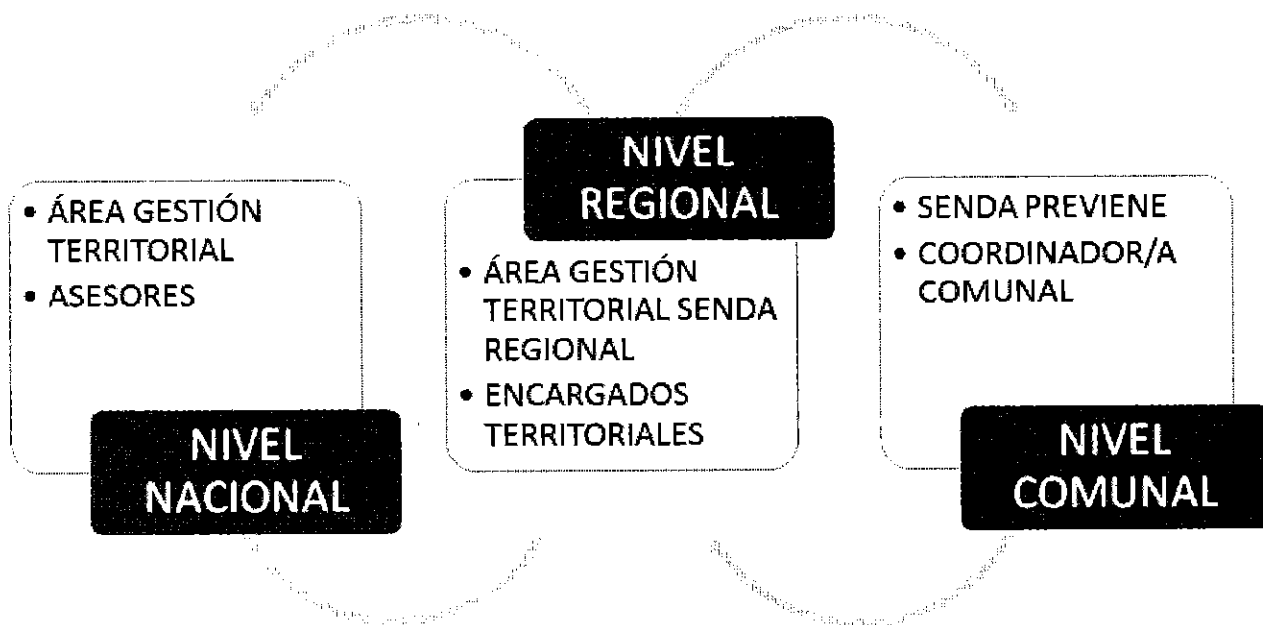 • ÁREA GESTIÓN
TERRITORIAL
• ASESORES
NIVEL
NACIONAL
NIVEL
REGIONAL
• ÁREA GESTIÓN
TERRITORIAL SENDA
REGIONAL
• ENCARGADOS
TERRITORIALES
• SENDA PREVIENE
• COORDINADOR/A
COMUNAL
NIVEL
COMUNAL